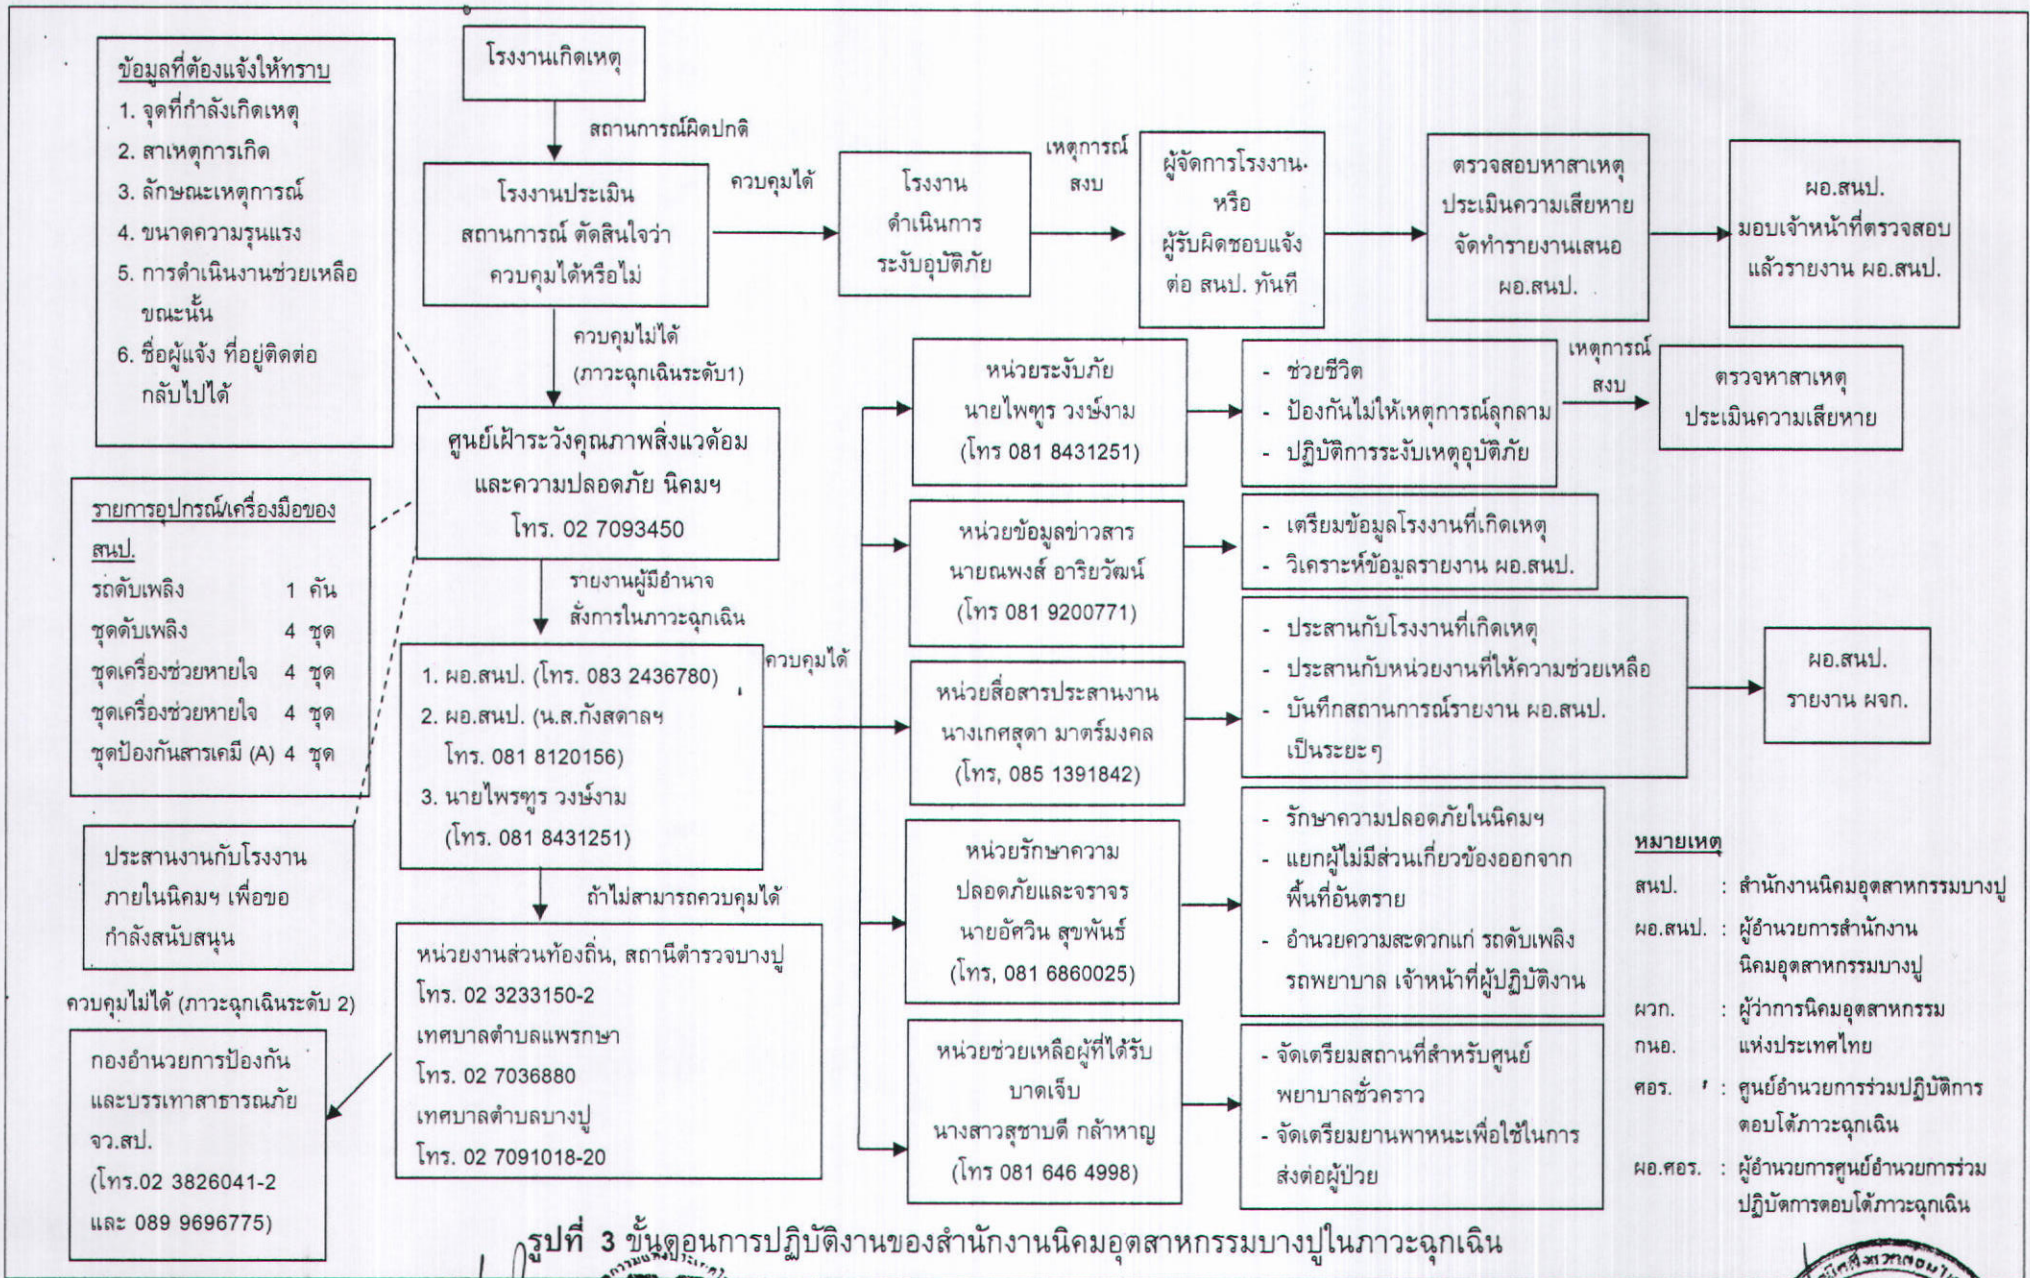 ข้อมูลที่ต้องแจ้งให้ทราบ
1. จุดที่กำลังเกิดเหตุ
2. สาเหตุการเกิด
3. ลักษณะเหตุการณ์
4. ขนาดความรุนแรง
5. การดำเนินงานช่วยเหลือ
ขณะนั้น
6. ชื่อผู้แจ้ง ที่อยู่ติดต่อ
กลับไปได้
รายการอุปกรณ์/เครื่องมือของ
สนป.
รถดับเพลิง 1 คัน
ชุดดับเพลิง 4 ชุด
ชุดเครื่องช่วยหายใจ 4 ชุด
ชุดเครื่องช่วยหายใจ 4 ชุด
ชุดป้องกันสารเคมี (A) 4 ชุด
ประสานงานกับโรงงาน
ภายในนิคมฯ เพื่อขอ
กำลังสนับสนุน
ควบคุมไม่ได้ (ภาวะฉุกเฉินระดับ 2)
กองอำนวยการป้องกัน
และบรรเทาสาธารณภัย
จว.สป.
(โทร.02 3826041-2
และ 089 9696775)
โรงงานเกิดเหตุ
สถานการณ์ผิดปกติ
โรงงานประเมิน
สถานการณ์ ตัดสินใจว่า
ควบคุมได้หรือไม่
ควบคุมได้
โรงงาน
ดำเนินการ
ระงับอุบัติภัย
เหตุการณ์
สงบ
ผู้จัดการโรงงาน
หรือ
ผู้รับผิดชอบแจ้ง
ต่อ สนป. ทันที
ตรวจสอบหาสาเหตุ
ประเมินความเสียหาย
จัดทำรายงานเสนอ
ผอ.สนป.
ผอ.สนป.
มอบเจ้าหน้าที่ตรวจสอบ
แล้วรายงาน ผอ.สนป.
ควบคุมไม่ได้
(ภาวะฉุกเฉินระดับ1)
ศูนย์เฝ้าระวังคุณภาพสิ่งแวด้อม
และความปลอดภัย นิคมฯ
โทร. 02 7093450
รายงานผู้มีอำนาจ
สั่งการในภาวะฉุกเฉิน
1. ผอ.สนป. (โทร. 083 2436780)
2. ผอ.สนป. (น.ส.กังสดาลฯ
โทร. 081 8120156)
3. นายไพรฑูร วงษ์งาม
(โทร. 081 8431251)
ควบคุมได้
ถ้าไม่สามารถควบคุมได้
หน่วยงานส่วนท้องถิ่น, สถานีตำรวจบางปู
โทร. 02 3233150-2
เทศบาลตำบลแพรกษา
โทร. 02 7036880
เทศบาลตำบลบางปู
โทร. 02 7091018-20
หน่วยระงับภัย
นายไพฑูร วงษ์งาม
(โทร 081 8431251)
- ช่วยชีวิต
- ป้องกันไม่ให้เหตุการณ์ลุกลาม
- ปฏิบัติการระงับเหตุอุบัติภัย
เหตุการณ์
สงบ
ตรวจหาสาเหตุ
ประเมินความเสียหาย
หน่วยข้อมูลข่าวสาร
นายณพงส์ อาริยวัฒน์
(โทร 081 9200771)
- เตรียมข้อมูลโรงงานที่เกิดเหตุ
- วิเคราะห์ข้อมูลรายงาน ผอ.สนป.
หน่วยสื่อสารประสานงาน
นางเกศสุดา มาตร์มงคล
(โทร, 085 1391842)
- ประสานกับโรงงานที่เกิดเหตุ
- ประสานกับหน่วยงานที่ให้ความช่วยเหลือ
- บันทึกสถานการณ์รายงาน ผอ.สนป.
เป็นระยะๆ
ผอ.สนป.
รายงาน ผจก.
หน่วยรักษาความ
ปลอดภัยและจราจร
นายอัศวิน สุขพันธ์
(โทร, 081 6860025)
- รักษาความปลอดภัยในนิคมฯ
- แยกผู้ไม่มีส่วนเกี่ยวข้องออกจาก
พื้นที่อันตราย
- อำนวยความสะดวกแก่ รถดับเพลิง
รถพยาบาล เจ้าหน้าที่ผู้ปฏิบัติงาน
หน่วยช่วยเหลือผู้ที่ได้รับ
บาดเจ็บ
นางสาวสุชาบดี กล้าหาญ
(โทร 081 646 4998)
- จัดเตรียมสถานที่สำหรับศูนย์
พยาบาลชั่วคราว
- จัดเตรียมยานพาหนะเพื่อใช้ในการ
ส่งต่อผู้ป่วย
หมายเหตุ
สนป. : สำนักงานนิคมอุตสาหกรรมบางปู
ผอ.สนป. : ผู้อำนวยการสำนักงาน
นิคมอุตสาหกรรมบางปู
ผวก. : ผู้ว่าการนิคมอุตสาหกรรม
กนอ. แห่งประเทศไทย
ศอร. : ศูนย์อำนวยการร่วมปฏิบัติการ
ตอบโต้ภาวะฉุกเฉิน
ผอ.ศอร. : ผู้อำนวยการศูนย์อำนวยการร่วม
ปฏิบัตการตอบโต้ภาวะฉุกเฉิน
รูปที่ 3 ขั้นตอนการปฏิบัติงานของสำนักงานนิคมอุตสาหกรรมบางปูในภาวะฉุกเฉิน